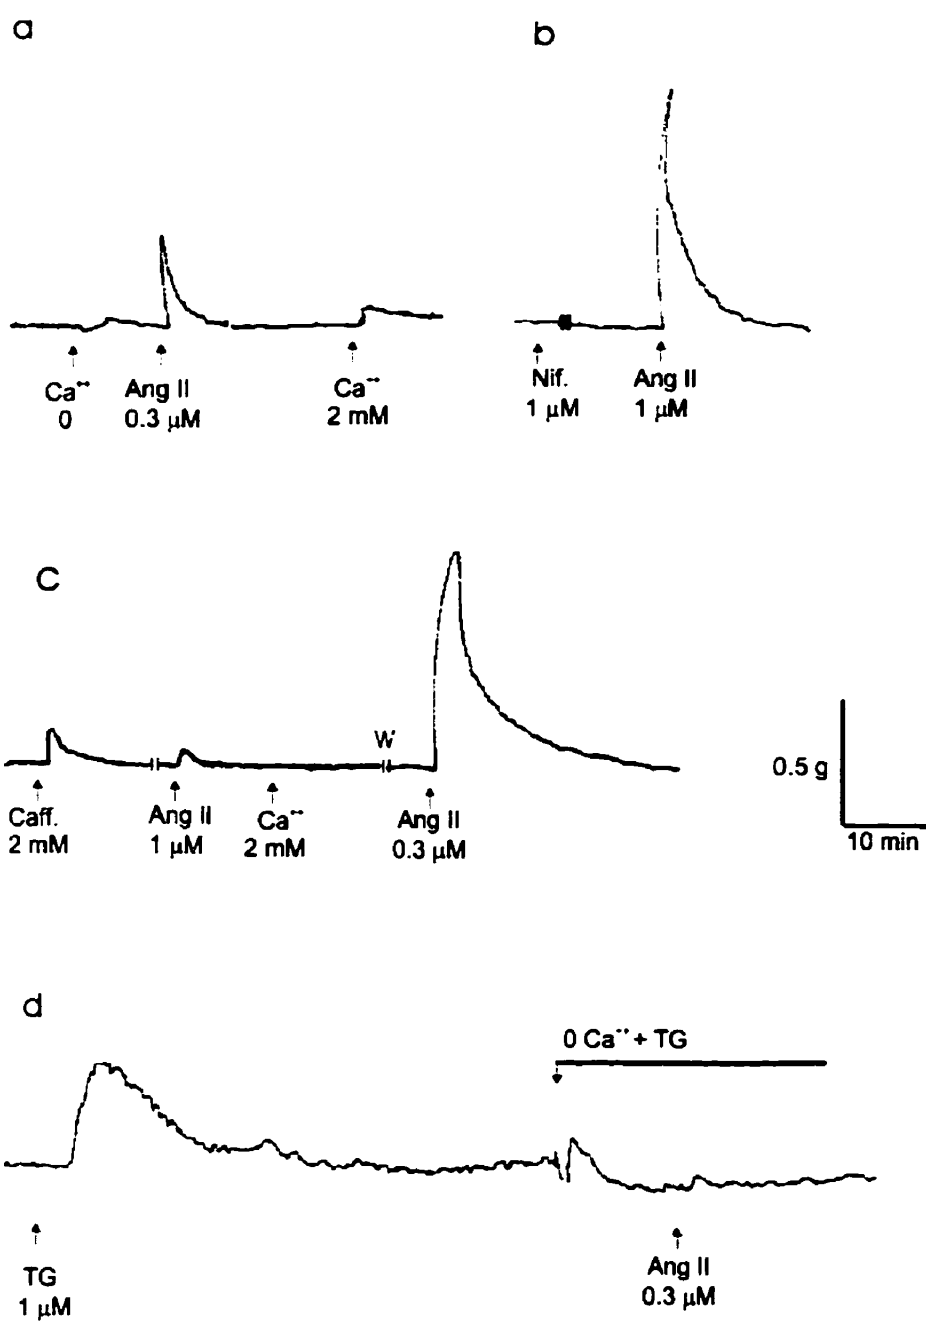 a
b
Ca⁺⁺
0
Ang II
0.3 µM
Ca⁺⁺
2 mM
Nif.
1 µM
Ang II
1 µM
c
W
Caff.
2 mM
Ang II
1 µM
Ca⁺⁺
2 mM
Ang II
0.3 µM
0.5 g
10 min
d
0 Ca⁺⁺ + TG
TG
1 µM
Ang II
0.3 µM